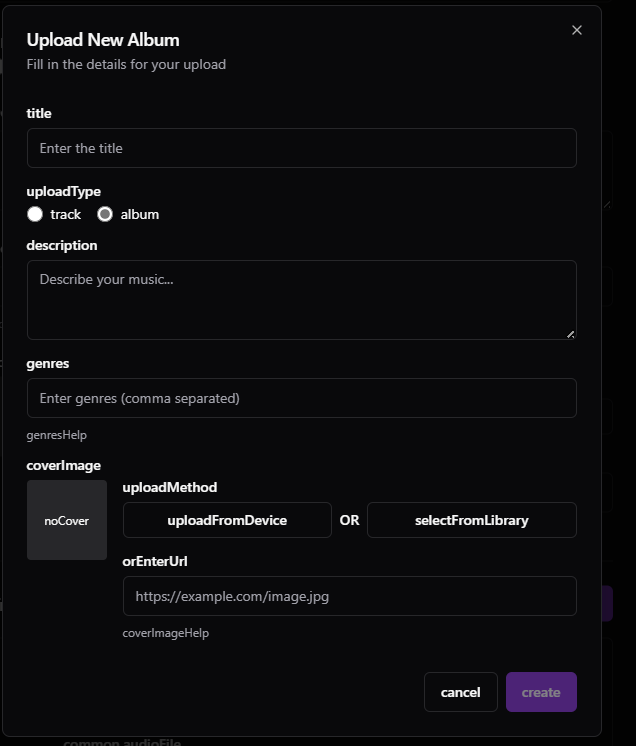 Upload New Album
Fill in the details for your upload
title
Enter the title
uploadType
track album
description
Describe your music...
genres
Enter genres (comma separated)
genresHelp
coverImage
noCover
uploadMethod
uploadFromDevice OR selectFromLibrary
orEnterUrl
https://example.com/image.jpg
coverImageHelp
cancel create
common.audioFile